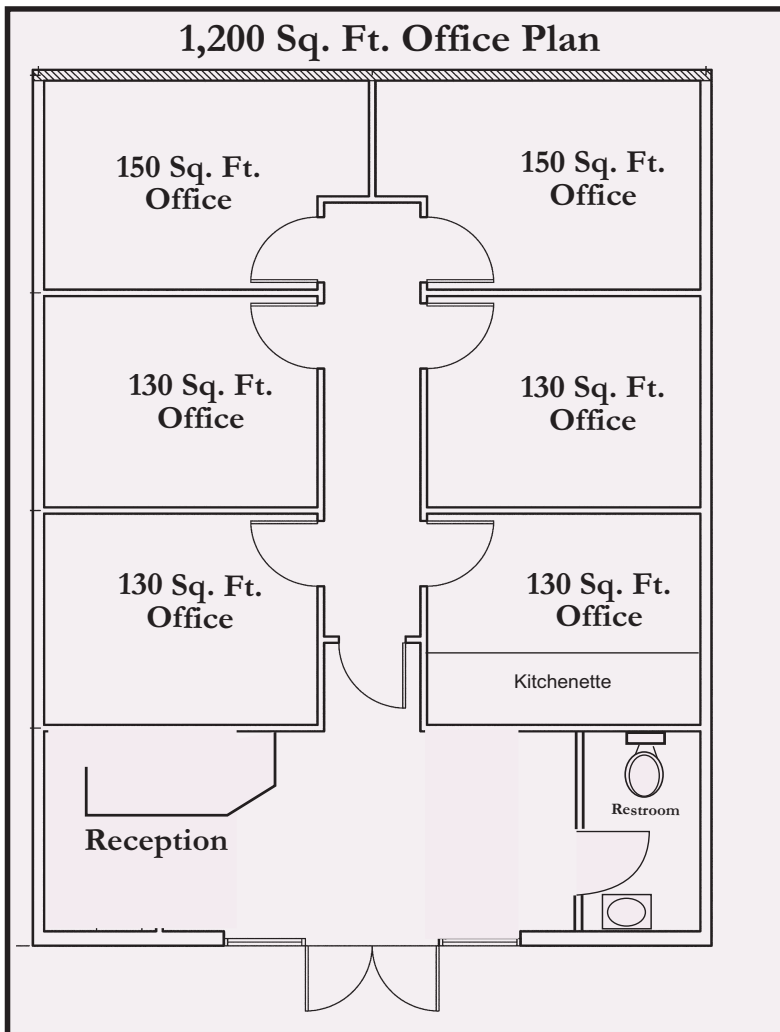 1,200 Sq. Ft. Office Plan
150 Sq. Ft.
Office
150 Sq. Ft.
Office
130 Sq. Ft.
Office
130 Sq. Ft.
Office
130 Sq. Ft.
Office
130 Sq. Ft.
Office
Kitchenette
Restroom
Reception